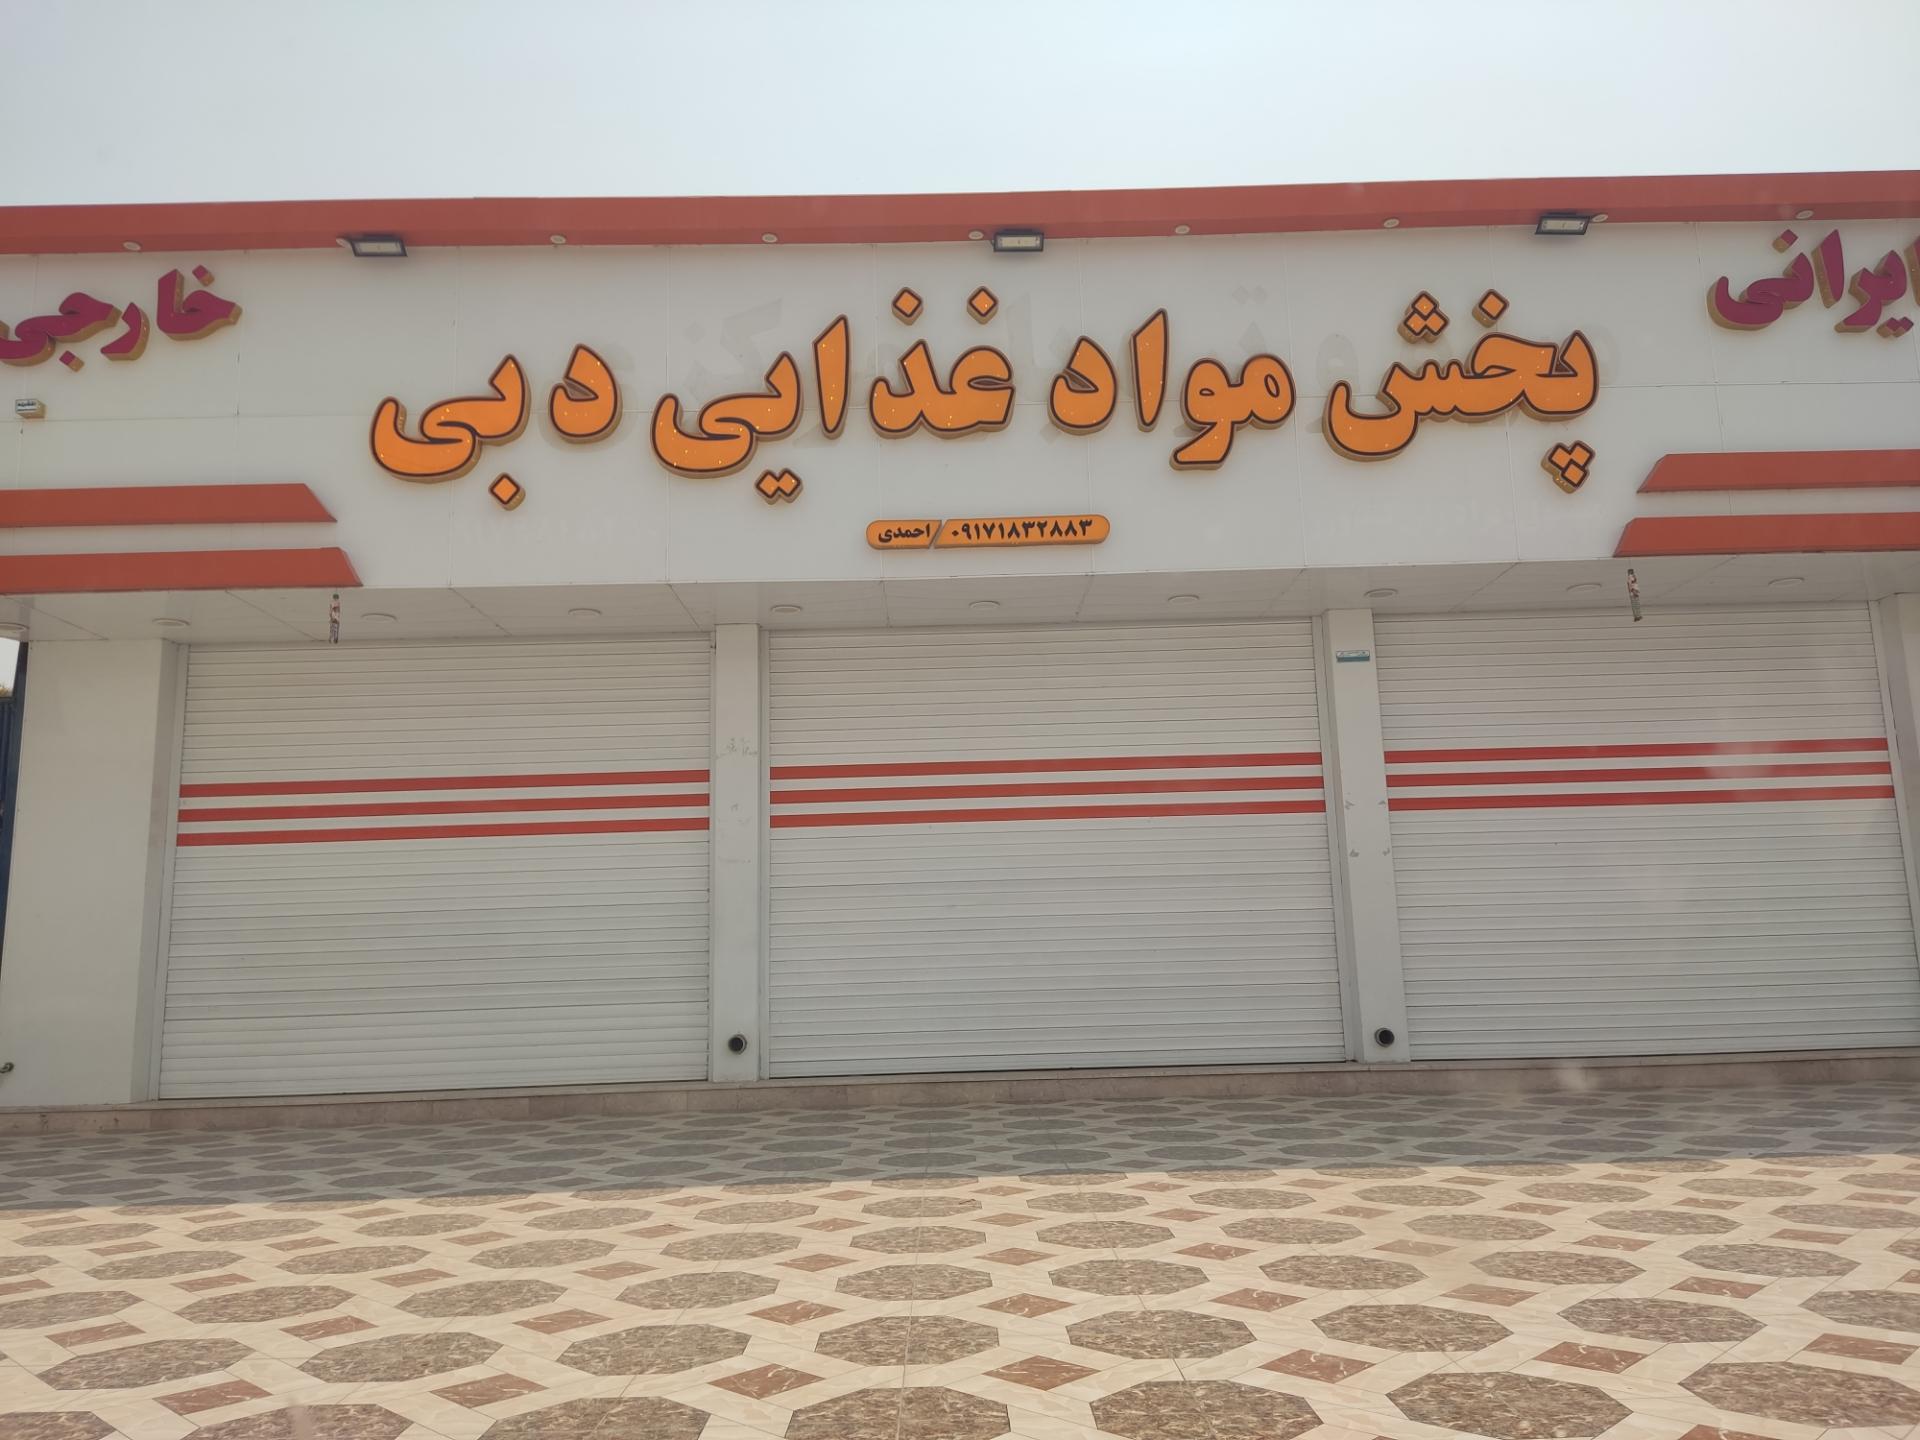 ایرانی
خارجی
پخش مواد غذایی دبی
۰۹۱۷۱۸۳۲۸۸۳ / احمدی